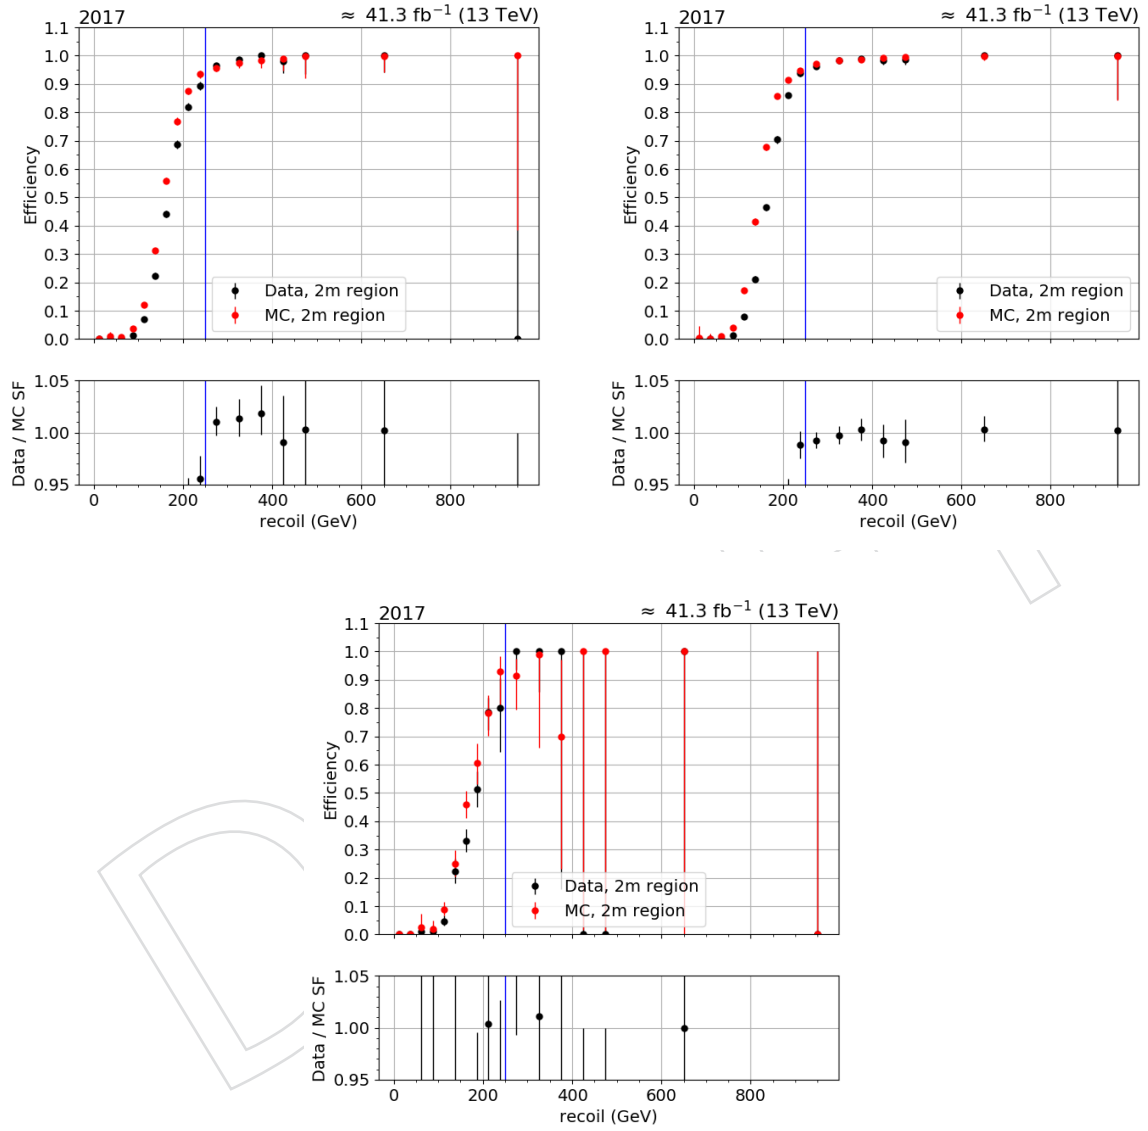 2017 ≈ 41.3 fb⁻¹ (13 TeV)
1.1
1.0
0.9
0.8
0.7
0.6
0.5
0.4
0.3
0.2
0.1
0.0
Efficiency
Data, 2m region
MC, 2m region
1.05
1.00
0.95
Data / MC SF
0 200 400 600 800
recoil (GeV)
2017 ≈ 41.3 fb⁻¹ (13 TeV)
1.1
1.0
0.9
0.8
0.7
0.6
0.5
0.4
0.3
0.2
0.1
0.0
Efficiency
Data, 2m region
MC, 2m region
1.05
1.00
0.95
Data / MC SF
0 200 400 600 800
recoil (GeV)
2017 ≈ 41.3 fb⁻¹ (13 TeV)
1.1
1.0
0.9
0.8
0.7
0.6
0.5
0.4
0.3
0.2
0.1
0.0
Efficiency
Data, 2m region
MC, 2m region
1.05
1.00
0.95
Data / MC SF
0 200 400 600 800
recoil (GeV)